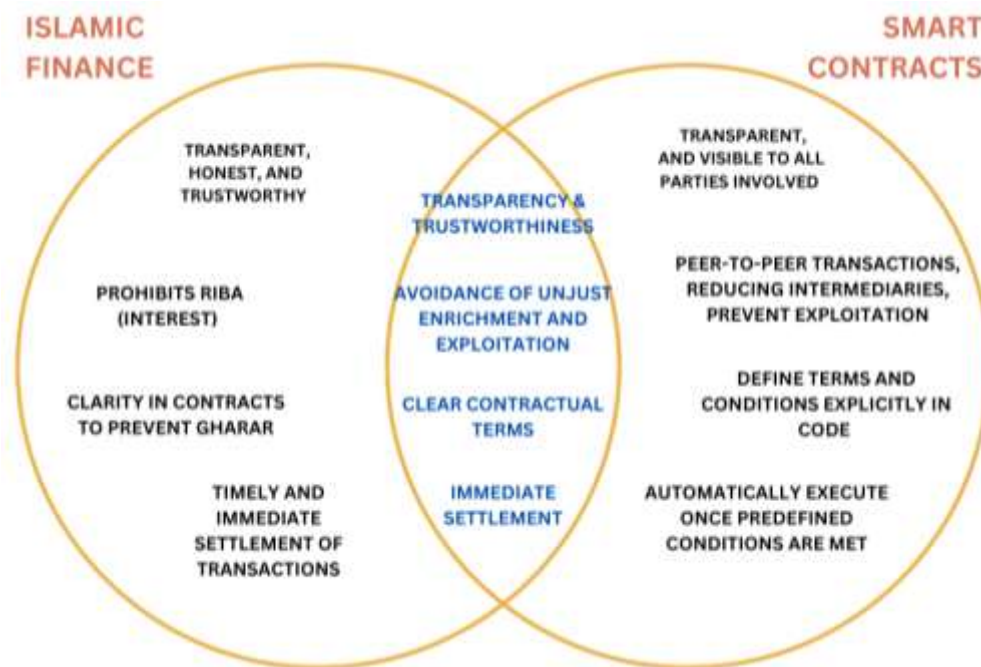 ISLAMIC
FINANCE
SMART
CONTRACTS
TRANSPARENT,
HONEST, AND
TRUSTWORTHY
PROHIBITS RIBA
(INTEREST)
CLARITY IN CONTRACTS
TO PREVENT GHARAR
TIMELY AND
IMMEDIATE
SETTLEMENT OF
TRANSACTIONS
TRANSPARENCY &
TRUSTWORTHINESS
AVOIDANCE OF UNJUST
ENRICHMENT AND
EXPLOITATION
CLEAR CONTRACTUAL
TERMS
IMMEDIATE
SETTLEMENT
TRANSPARENT,
AND VISIBLE TO ALL
PARTIES INVOLVED
PEER-TO-PEER TRANSACTIONS,
REDUCING INTERMEDIARIES,
PREVENT EXPLOITATION
DEFINE TERMS AND
CONDITIONS EXPLICITLY IN
CODE
AUTOMATICALLY EXECUTE
ONCE PREDEFINED
CONDITIONS ARE MET